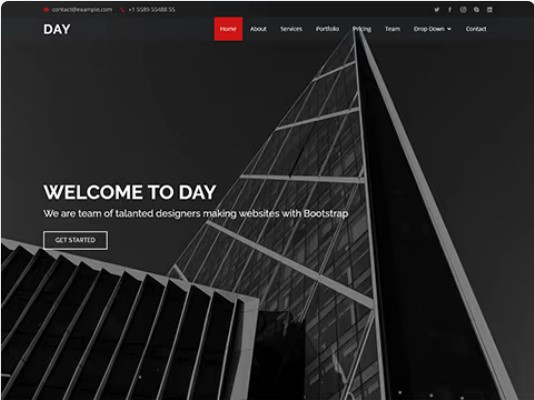 contact@example.com +1 5589 55488 55
DAY
Home About Services Portfolio Pricing Team Drop Down Contact
WELCOME TO DAY
We are team of talanted designers making websites with Bootstrap
GET STARTED